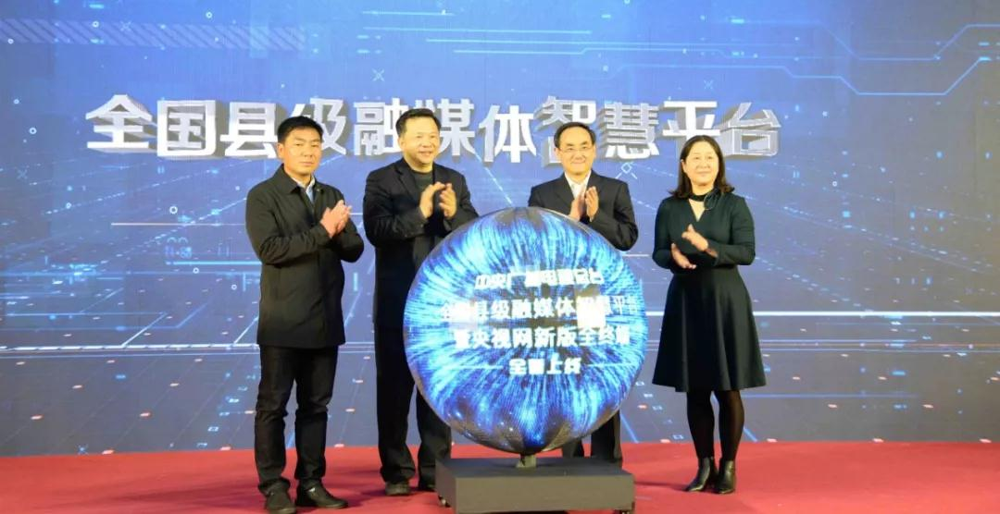 全国县级融媒体智慧平台
中央广播电视总台
全国县级融媒体智慧平台
暨央视网新版全终端
全面上线